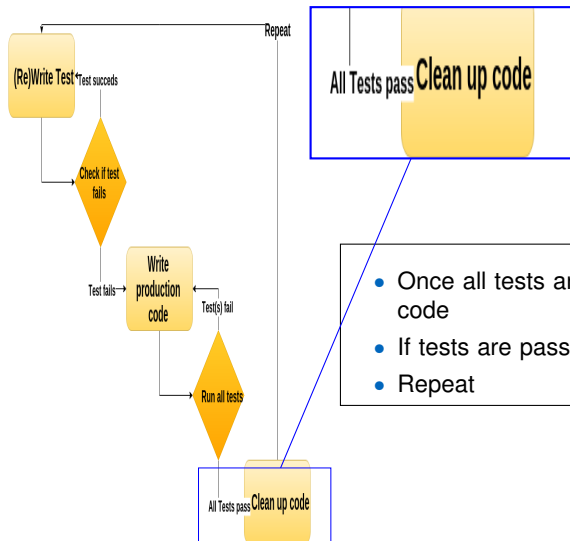 Repeat
(Re)Write Test
Test succeds
Check if test
fails
Test fails
Write
production
code
Test(s) fail
Run all tests
All Tests pass
Clean up code
All Tests pass
Clean up code
Once all tests
code
If tests are
Repeat